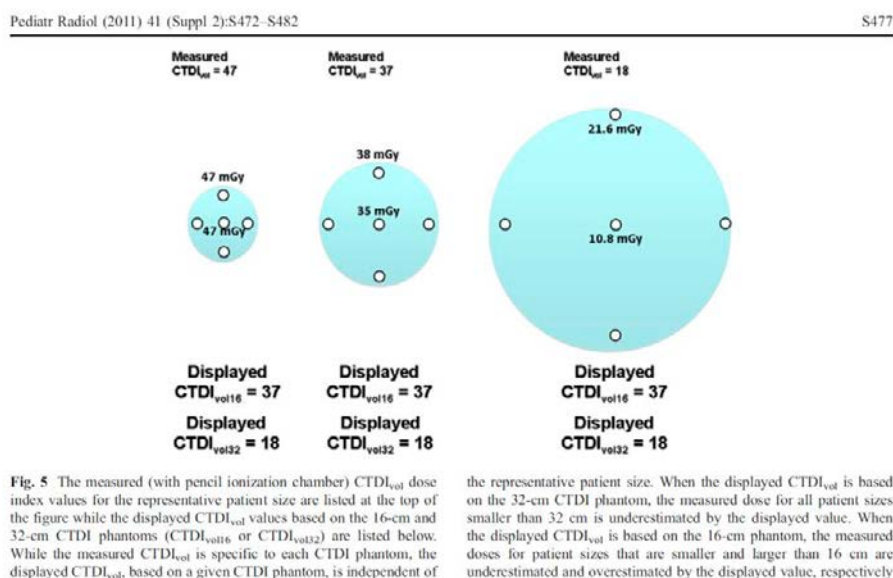 Pediatr Radiol (2011) 41 (Suppl 2):S472–S482 S477
Measured
CTDIvol = 47
Measured
CTDIvol = 37
Measured
CTDIvol = 18
47 mGy
47 mGy
38 mGy
35 mGy
21.6 mGy
10.8 mGy
Displayed
CTDIvol16 = 37
Displayed
CTDIvol32 = 18
Displayed
CTDIvol16 = 37
Displayed
CTDIvol32 = 18
Displayed
CTDIvol16 = 37
Displayed
CTDIvol32 = 18
Fig. 5 The measured (with pencil ionization chamber) CTDIvol dose
index values for the representative patient size are listed at the top of
the figure while the displayed CTDIvol values based on the 16-cm and
32-cm CTDI phantoms (CTDIvol16 or CTDIvol32) are listed below.
While the measured CTDIvol is specific to each CTDI phantom, the
displayed CTDIvol, based on a given CTDI phantom, is independent of
the representative patient size. When the displayed CTDIvol is based
on the 32-cm CTDI phantom, the measured dose for all patient sizes
smaller than 32 cm is underestimated by the displayed value. When
the displayed CTDIvol is based on the 16-cm phantom, the measured
doses for patient sizes that are smaller and larger than 16 cm are
underestimated and overestimated by the displayed value, respectively